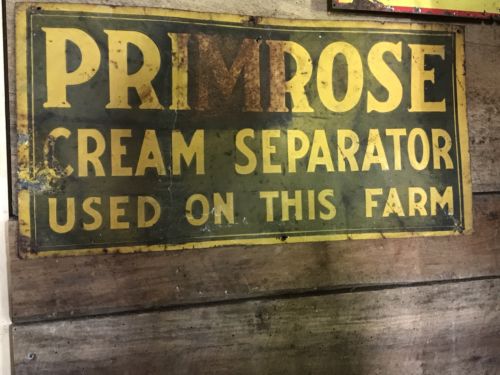 PRIMROSE
CREAM SEPARATOR
USED ON THIS FARM